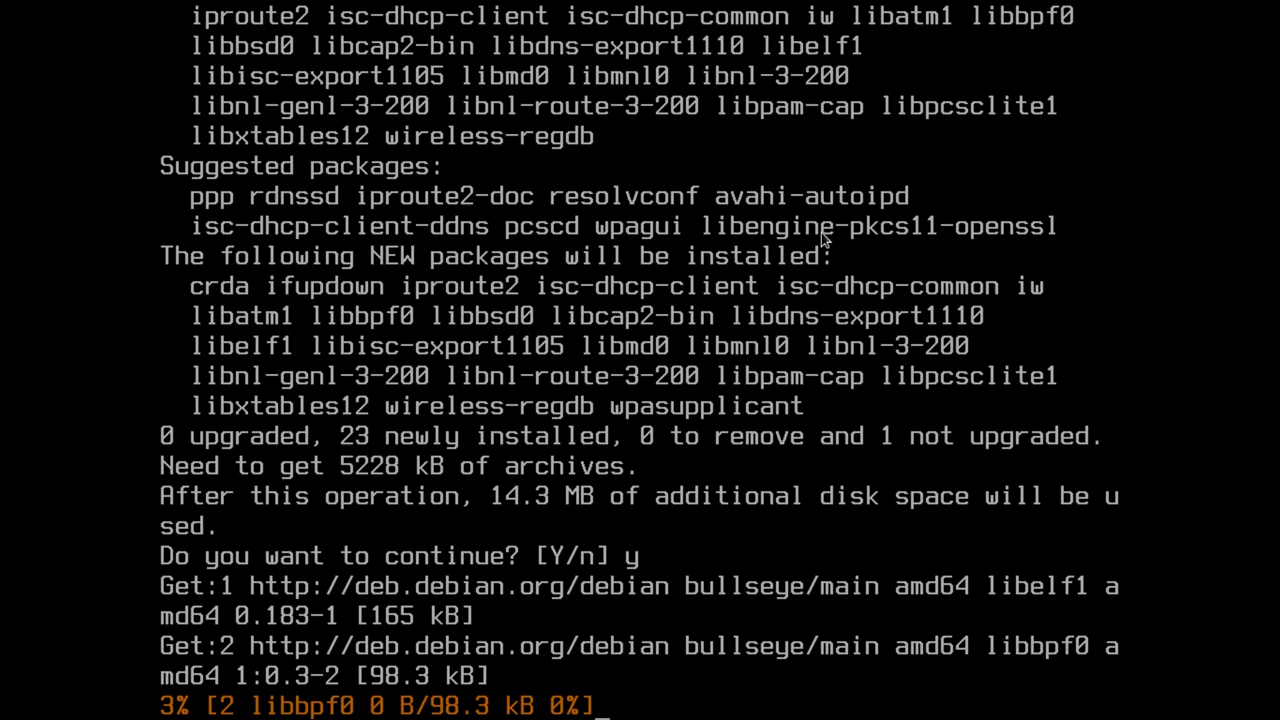 iproute2 isc-dhcp-client isc-dhcp-common iw libatm1 libbpf0
libbsd0 libcap2-bin libdns-export1110 libelf1
libisc-export1105 libmd0 libmnl0 libnl-3-200
libnl-genl-3-200 libnl-route-3-200 libpam-cap libpcsclite1
libxtables12 wireless-regdb
Suggested packages:
ppp rdnssd iproute2-doc resolvconf avahi-autoipd
isc-dhcp-client-ddns pcscd wpagui libengine-pkcs11-openssl
The following NEW packages will be installed:
crda ifupdown iproute2 isc-dhcp-client isc-dhcp-common iw
libatm1 libbpf0 libbsd0 libcap2-bin libdns-export1110
libelf1 libisc-export1105 libmd0 libmnl0 libnl-3-200
libnl-genl-3-200 libnl-route-3-200 libpam-cap libpcsclite1
libxtables12 wireless-regdb wpasupplicant
0 upgraded, 23 newly installed, 0 to remove and 1 not upgraded.
Need to get 5228 kB of archives.
After this operation, 14.3 MB of additional disk space will be u
sed.
Do you want to continue? [Y/n] y
Get:1 http://deb.debian.org/debian bullseye/main amd64 libelf1 a
md64 0.183-1 [165 kB]
Get:2 http://deb.debian.org/debian bullseye/main amd64 libbpf0 a
md64 1:0.3-2 [98.3 kB]
3% [2 libbpf0 0 B/98.3 kB 0%]